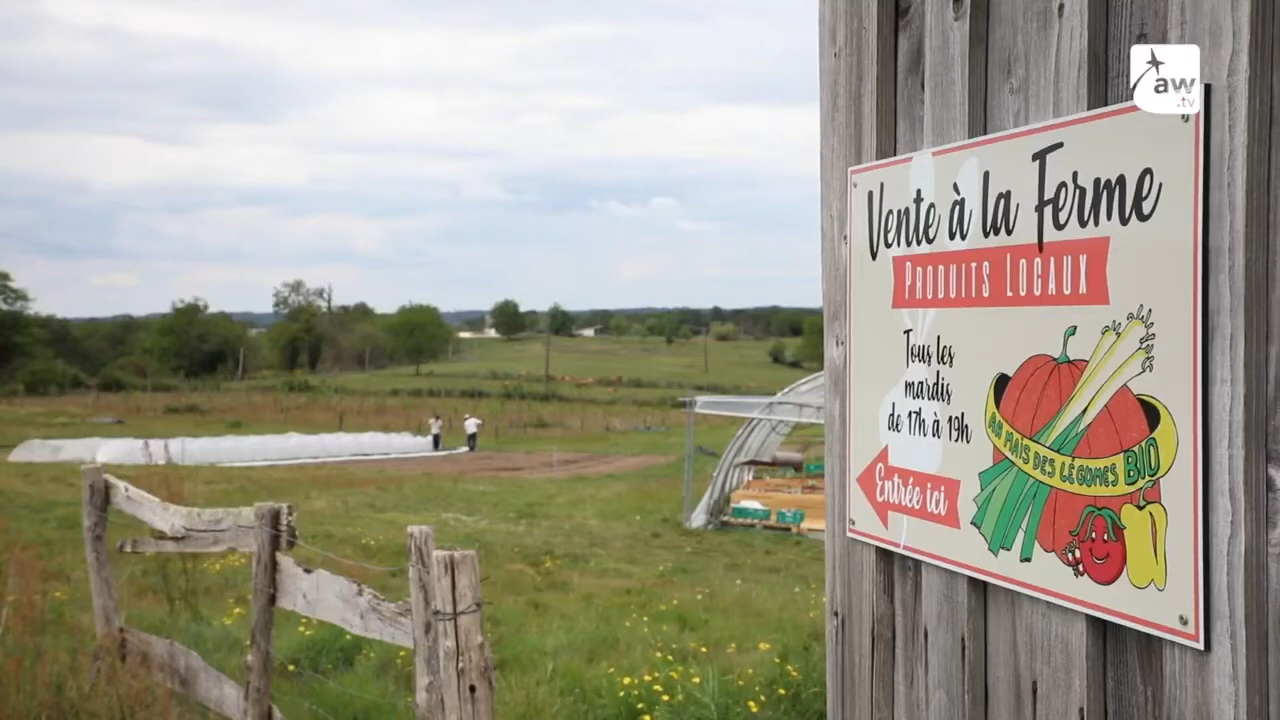 aw
.tv
Vente à la Ferme
PRODUITS LOCAUX
Tous les
mardis
de 17h à 19h
Entrée ici
AH MAIS DES LÉGUMES BIO